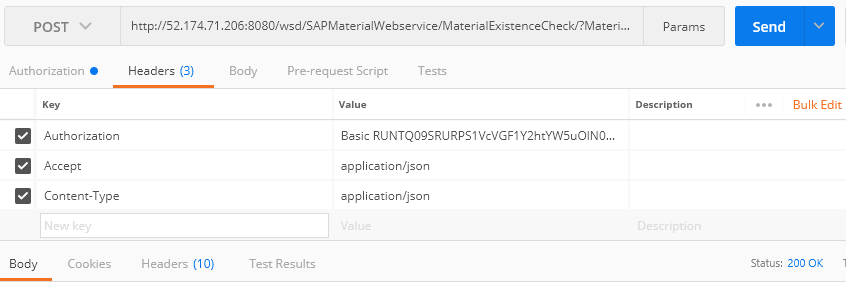 POST http://52.174.71.206:8080/wsd/SAPMaterialWebservice/MaterialExistenceCheck/?Materi... Params Send
Authorization Headers (3) Body Pre-request Script Tests
Key Value Description Bulk Edit
Authorization Basic RUNTQ09SRURPS1VcVGF1Y2htYW5uOlN0...
Accept application/json
Content-Type application/json
New key Value Description
Body Cookies Headers (10) Test Results Status: 200 OK